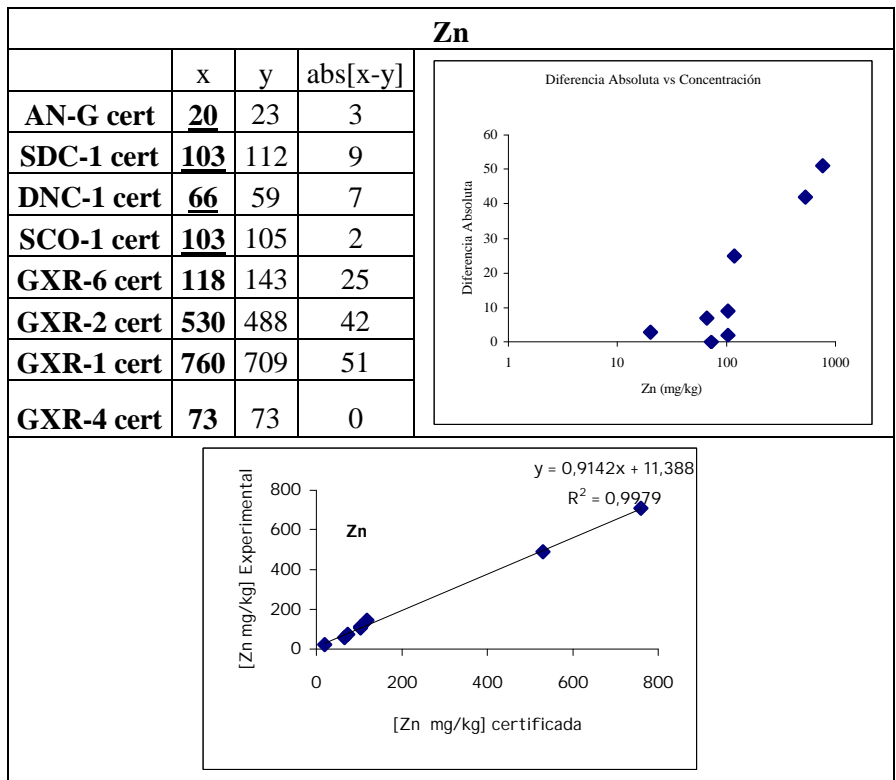 Zn
x y abs[x-y]
AN-G cert 20 23 3
SDC-1 cert 103 112 9
DNC-1 cert 66 59 7
SCO-1 cert 103 105 2
GXR-6 cert 118 143 25
GXR-2 cert 530 488 42
GXR-1 cert 760 709 51
GXR-4 cert 73 73 0
Diferencia Absoluta vs Concentración
Diferencia Absoluta
60
50
40
30
20
10
0
1 10 100 1000
Zn (mg/kg)
y = 0,9142x + 11,388
R² = 0,9979
Zn
[Zn mg/kg] Experimental
800
600
400
200
0
0 200 400 600 800
[Zn mg/kg] certificada